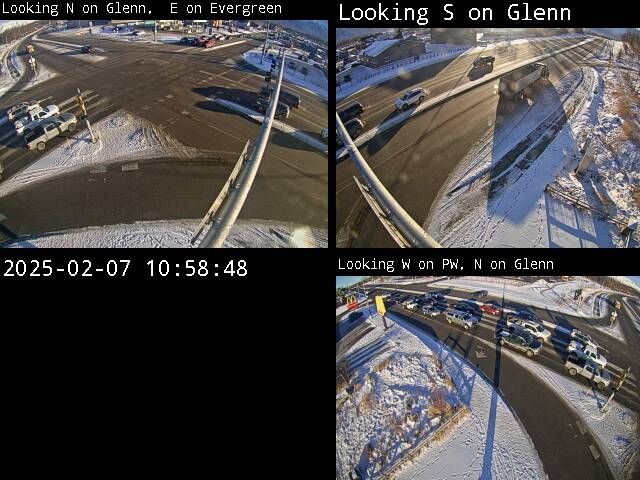 Looking N on Glenn, E on Evergreen
Looking S on Glenn
2025-02-07 10:58:48
Looking W on PW, N on Glenn